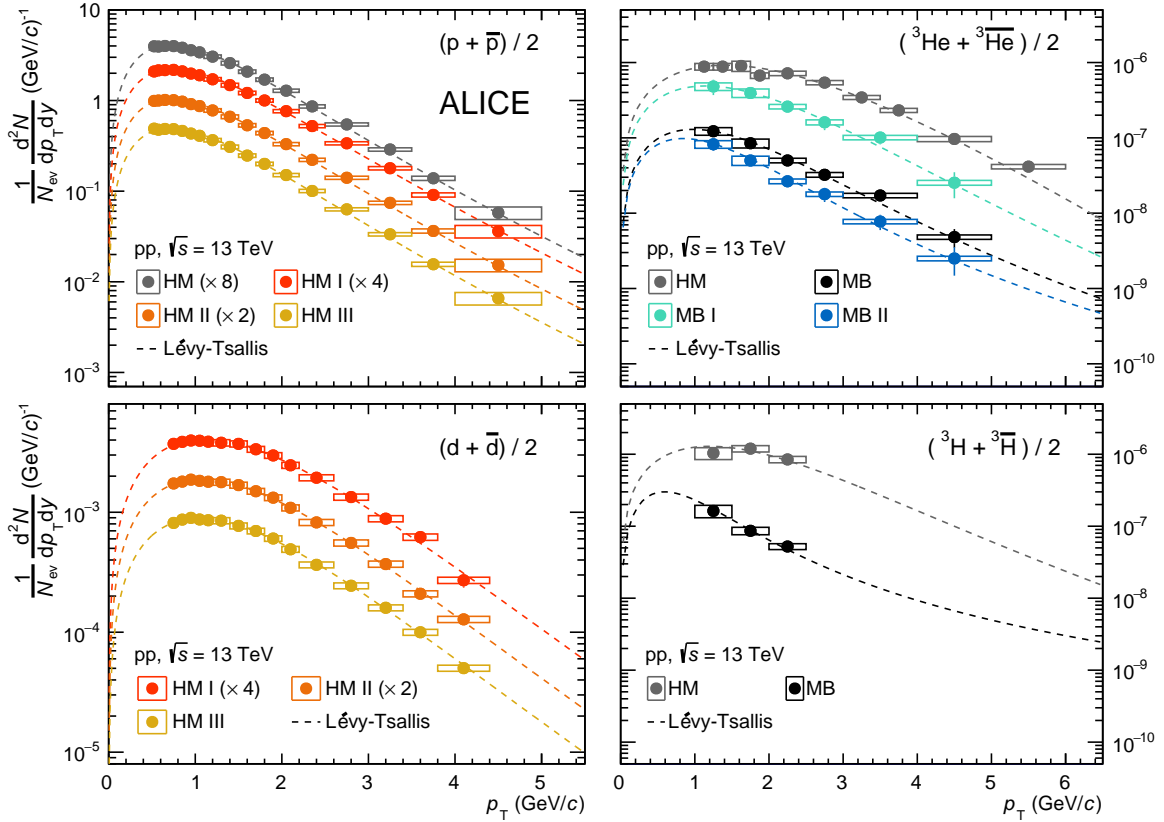 (p + p̅) / 2
ALICE
1/N_ev d²N/dp_T dy (GeV/c)⁻¹
10
1
10⁻¹
10⁻²
10⁻³
pp, √s = 13 TeV
HM (× 8)
HM I (× 4)
HM II (× 2)
HM III
Lévy-Tsallis
(³He + ³H̅e̅) / 2
10⁻⁶
10⁻⁷
10⁻⁸
10⁻⁹
10⁻¹⁰
pp, √s = 13 TeV
HM
MB
MB I
MB II
Lévy-Tsallis
(d + d̅) / 2
1/N_ev d²N/dp_T dy (GeV/c)⁻¹
10⁻³
10⁻⁴
10⁻⁵
pp, √s = 13 TeV
HM I (× 4)
HM II (× 2)
HM III
Lévy-Tsallis
0 1 2 3 4 5
p_T (GeV/c)
(³H + ³H̅) / 2
10⁻⁶
10⁻⁷
10⁻⁸
10⁻⁹
10⁻¹⁰
pp, √s = 13 TeV
HM
MB
Lévy-Tsallis
0 1 2 3 4 5 6
p_T (GeV/c)